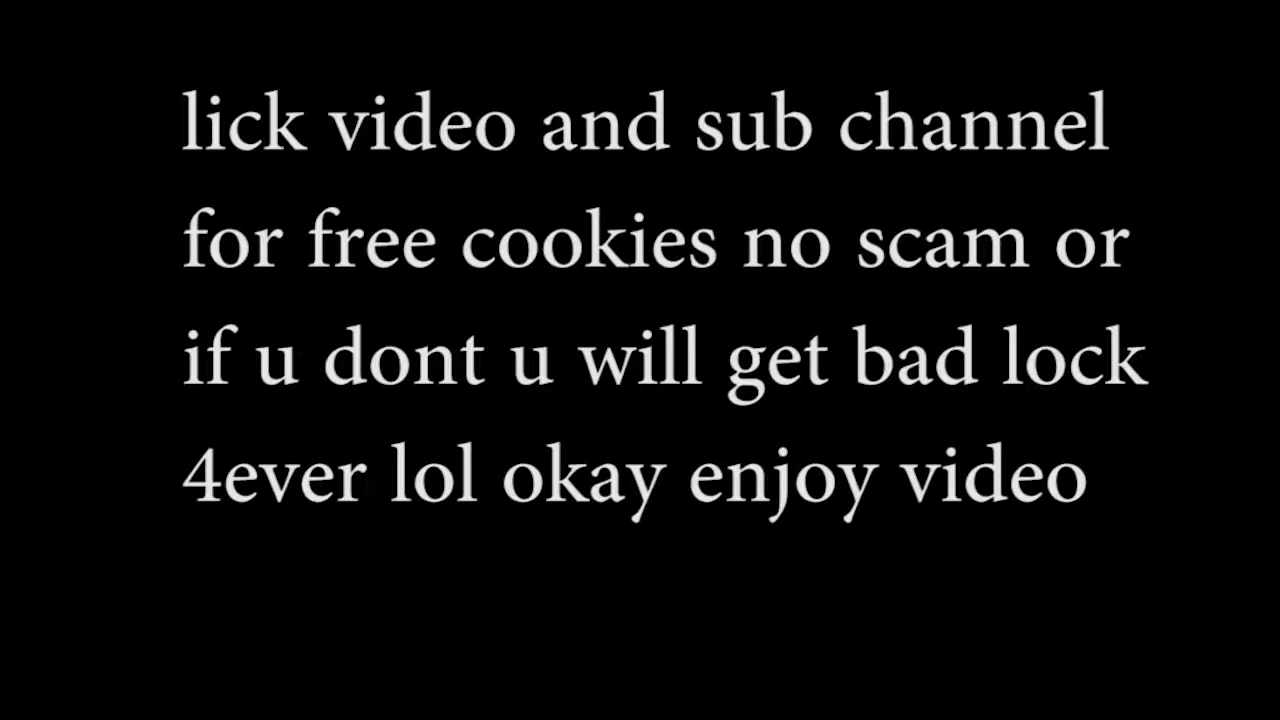 lick video and sub channel
for free cookies no scam or
if u dont u will get bad lock
4ever lol okay enjoy video